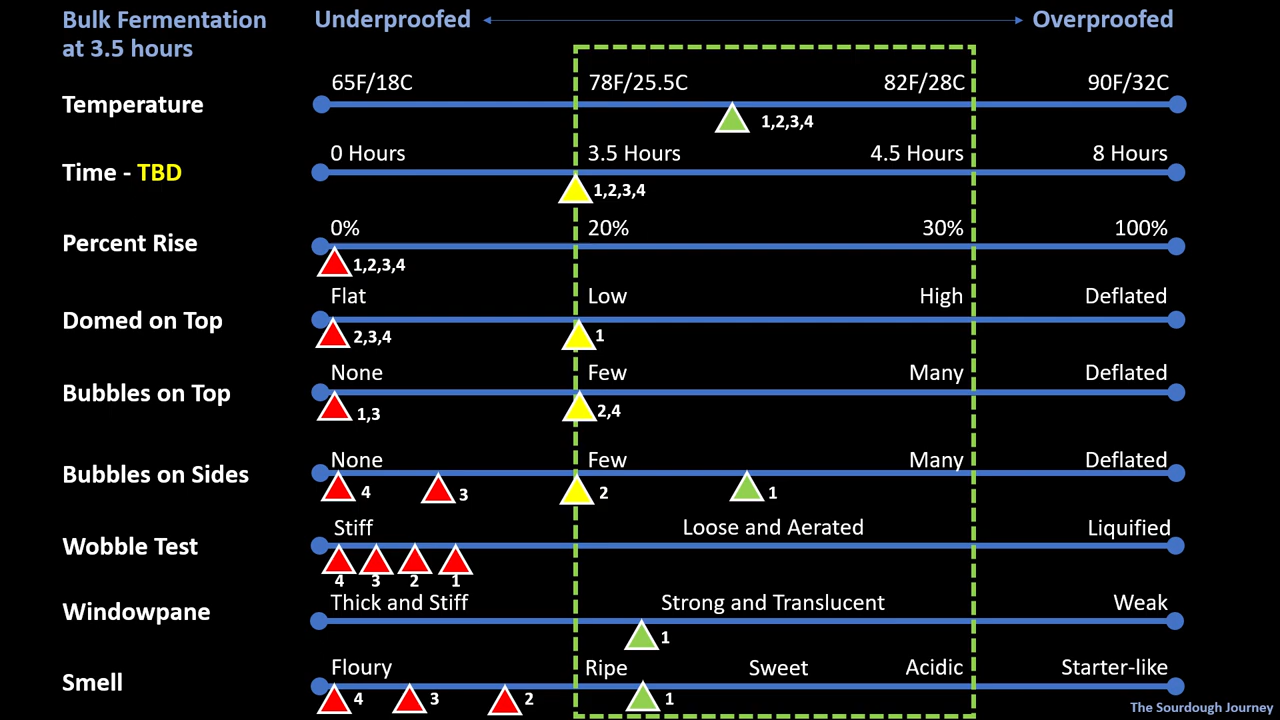 Bulk Fermentation
at 3.5 hours
Underproofed
Overproofed
65F/18C 78F/25.5C 82F/28C 90F/32C
Temperature
1,2,3,4
0 Hours 3.5 Hours 4.5 Hours 8 Hours
Time - TBD
1,2,3,4
0% 20% 30% 100%
Percent Rise
1,2,3,4
Flat Low High Deflated
Domed on Top
2,3,4 1
None Few Many Deflated
Bubbles on Top
1,3 2,4
None Few Many Deflated
Bubbles on Sides
4 3 2 1
Stiff Loose and Aerated Liquified
Wobble Test
4 3 2 1
Thick and Stiff Strong and Translucent Weak
Windowpane
1
Floury Ripe Sweet Acidic Starter-like
Smell
4 3 2 1
The Sourdough Journey